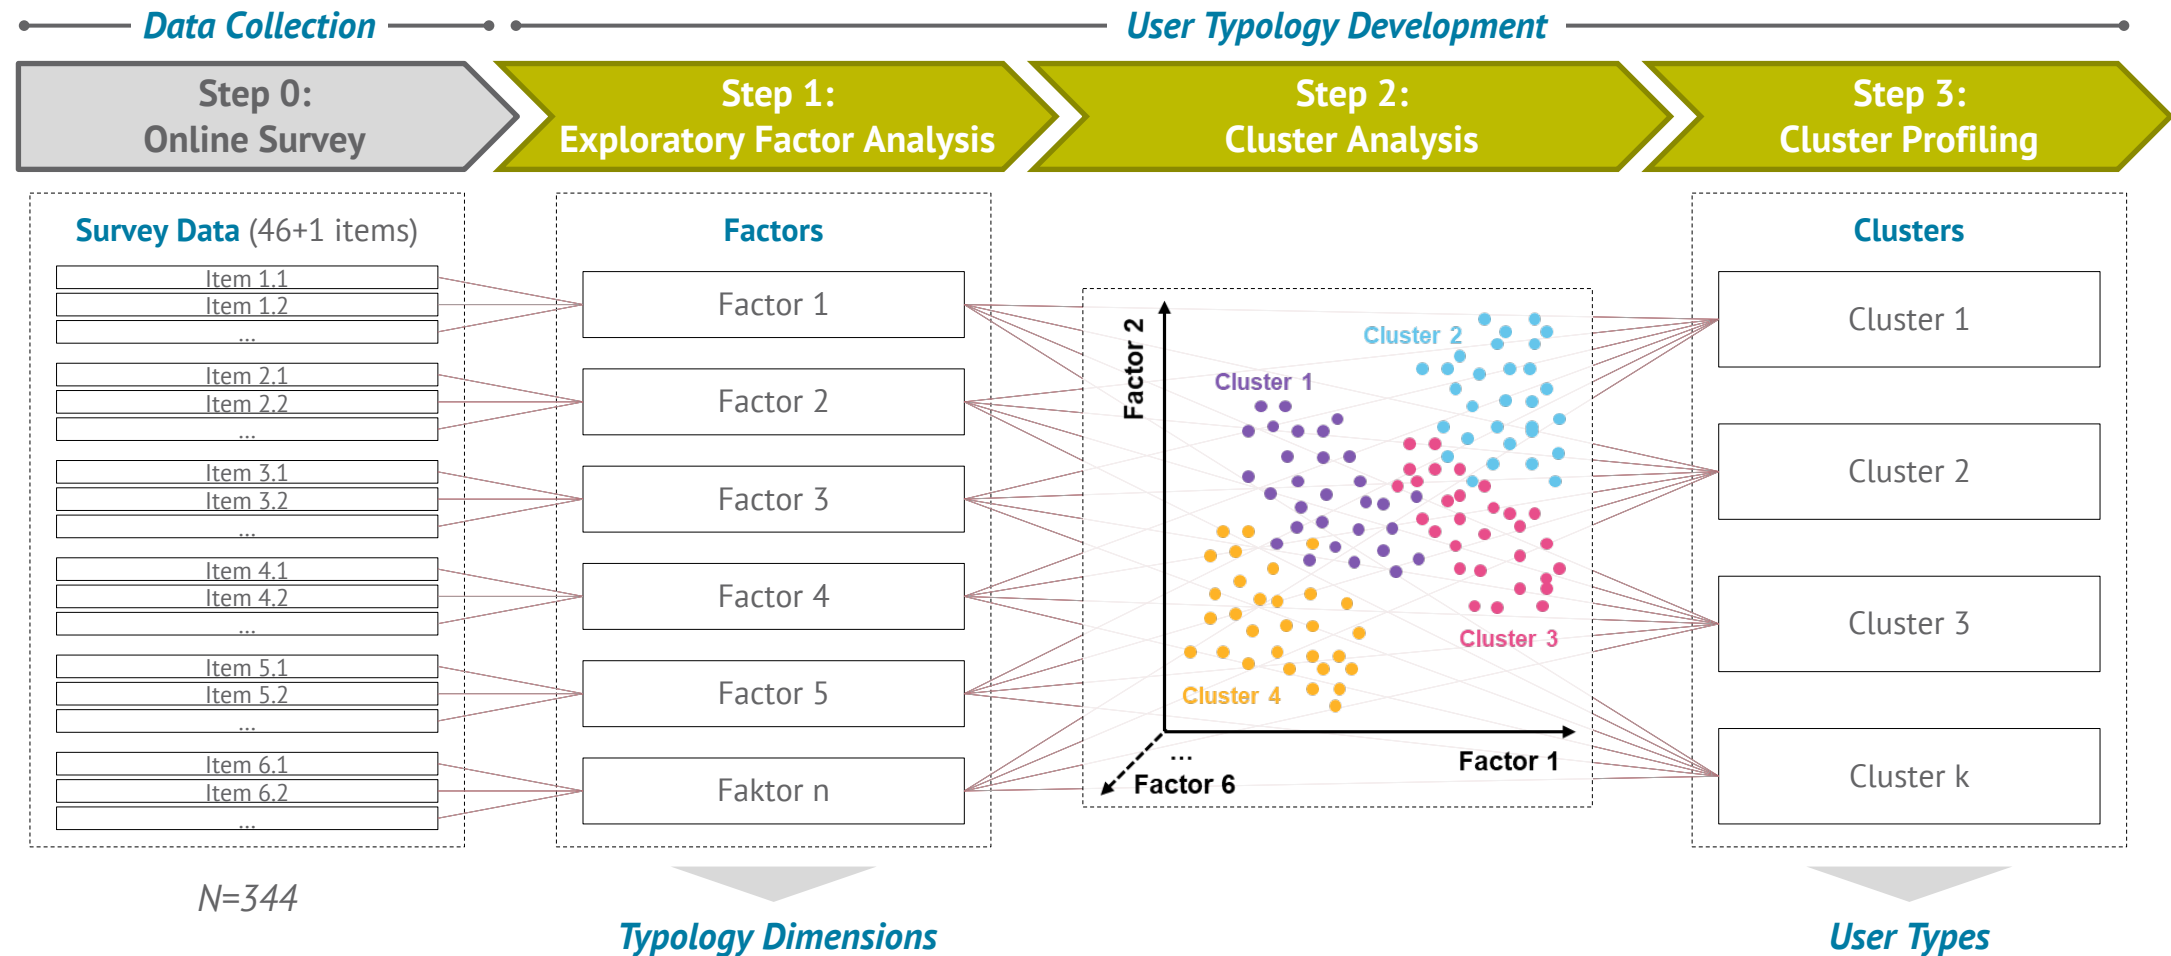 Data Collection
User Typology Development
Step 0:
Online Survey
Step 1:
Exploratory Factor Analysis
Step 2:
Cluster Analysis
Step 3:
Cluster Profiling
Survey Data (46+1 items)
Item 1.1
Item 1.2
...
Item 2.1
Item 2.2
...
Item 3.1
Item 3.2
...
Item 4.1
Item 4.2
...
Item 5.1
Item 5.2
...
Item 6.1
Item 6.2
...
N=344
Factors
Factor 1
Factor 2
Factor 3
Factor 4
Factor 5
Faktor n
Typology Dimensions
Factor 2
Cluster 2
Cluster 1
Cluster 3
Cluster 4
...
Factor 6
Factor 1
Clusters
Cluster 1
Cluster 2
Cluster 3
Cluster k
User Types